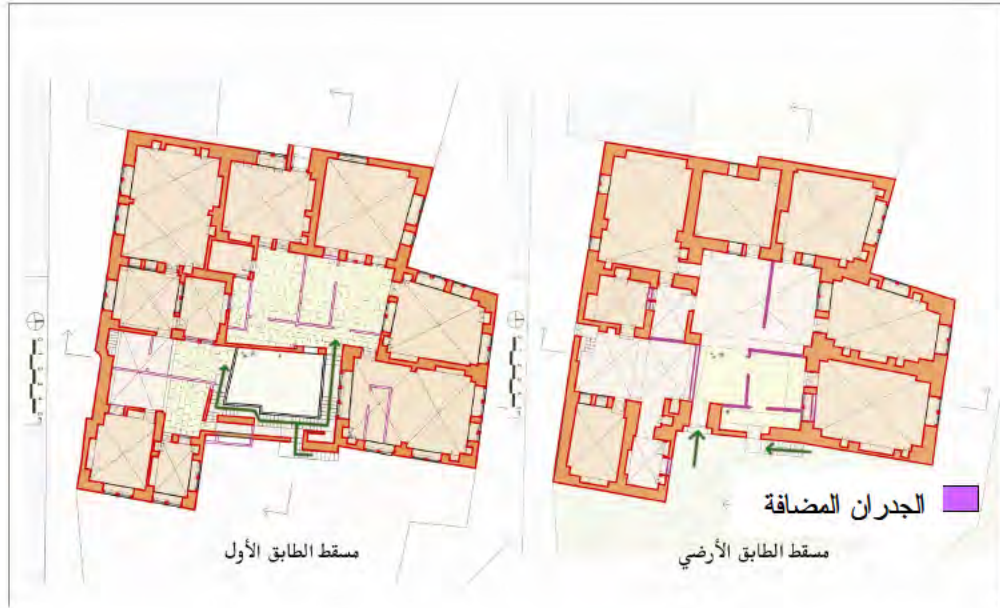 الجدران المضافة
مسقط الطابق الأرضي
مسقط الطابق الأول